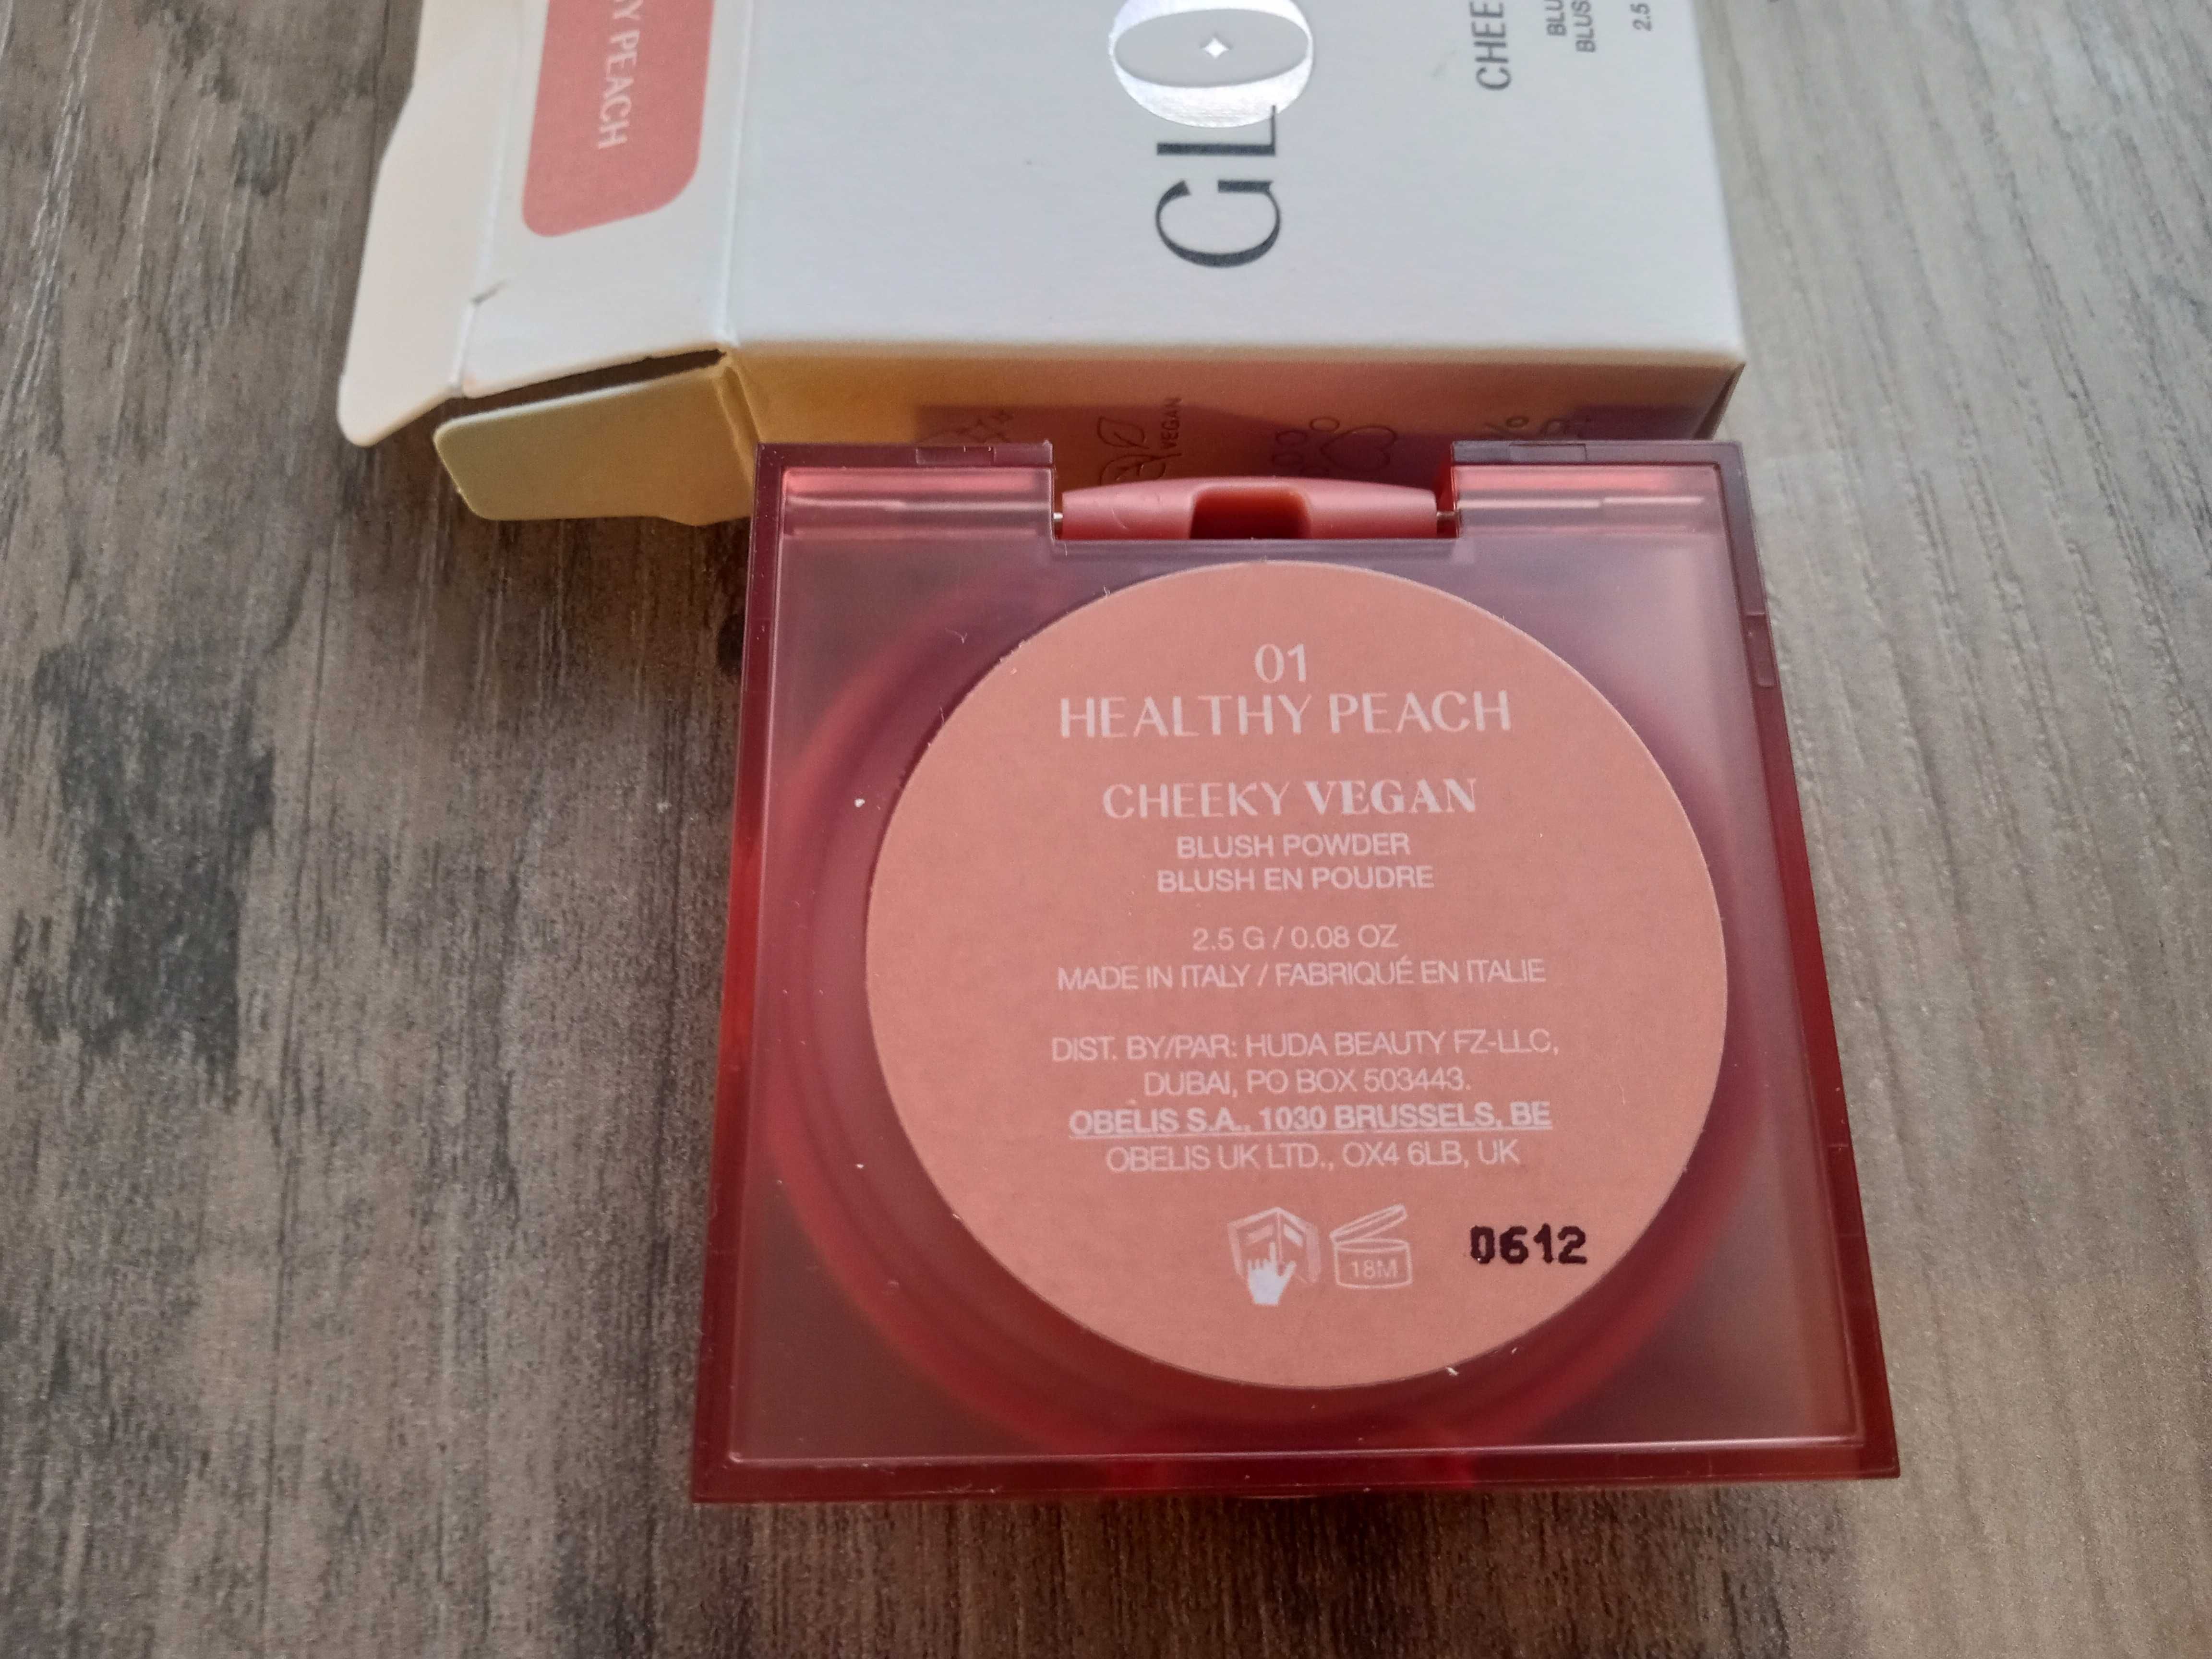 Y PEACH
GLO
CHEE
BLU
BLUS
2.5
VEGAN
%
01
HEALTHY PEACH
CHEEKY VEGAN
BLUSH POWDER
BLUSH EN POUDRE
2.5 G / 0.08 OZ
MADE IN ITALY / FABRIQUÉ EN ITALIE
DIST. BY/PAR: HUDA BEAUTY FZ-LLC,
DUBAI, PO BOX 503443.
OBELIS S.A., 1030 BRUSSELS, BE
OBELIS UK LTD., OX4 6LB, UK
18M
0612